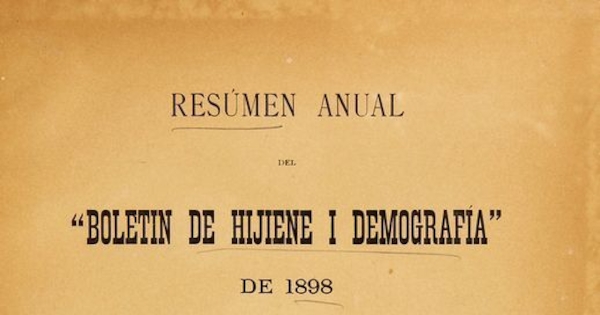 RESÚMEN ANUAL
DEL
“BOLETIN DE HIJIENE I DEMOGRAFÍA”
DE 1898